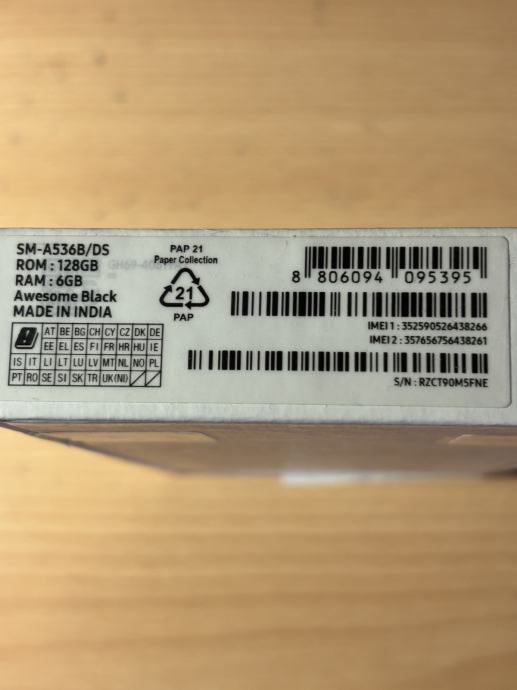 SM-A536B/DS
ROM : 128GB
RAM : 6GB
Awesome Black
MADE IN INDIA
AT BE BG CH CY CZ DK DE
EE EL ES FI FR HR HU IE
IS IT LI LT LU LV MT NL NO PL
PT RO SE SI SK TR UK(NI)
PAP 21
Paper Collection
21
PAP
8 806094 095395
IMEI 1 : 352590526438266
IMEI 2 : 357656756438261
S/N : RZCT90M5FNE